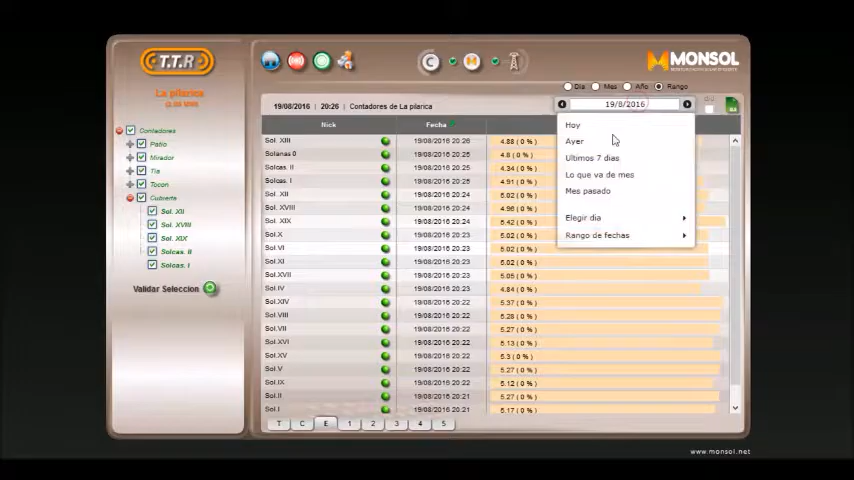 T.T.R
MONSOL
La pilarica
Dia Mes Año Rango
19/08/2016 | 20:26 | Contadores de La pilarica
19/8/2016
Contadores
Patio
Mirador
Tia
Tocon
Cubierta
Sol. XII
Sol. XVIII
Sol. XIX
Solcas. II
Solcas. I
Validar Seleccion
Nick Fecha
Sol. XIII 19/08/2016 20:26 4.88 ( 0 % )
Solanas 0 19/08/2016 20:26 4.8 ( 0 % )
Solcas. II 19/08/2016 20:24 4.34 ( 0 % )
Solcas. I 19/08/2016 20:24 4.91 ( 0 % )
Sol. XII 19/08/2016 20:24 5.02 ( 0 % )
Sol. XVIII 19/08/2016 20:24 4.96 ( 0 % )
Sol. XIX 19/08/2016 20:24 5.42 ( 0 % )
Sol.X 19/08/2016 20:23 5.02 ( 0 % )
Sol.VI 19/08/2016 20:23 5.02 ( 0 % )
Sol.XI 19/08/2016 20:23 5.02 ( 0 % )
Sol.XVII 19/08/2016 20:23 5.05 ( 0 % )
Sol.IV 19/08/2016 20:23 4.84 ( 0 % )
Sol.XIV 19/08/2016 20:22 5.37 ( 0 % )
Sol.VIII 19/08/2016 20:22 5.28 ( 0 % )
Sol.VII 19/08/2016 20:22 5.27 ( 0 % )
Sol.XVI 19/08/2016 20:22 5.13 ( 0 % )
Sol.XV 19/08/2016 20:22 5.3 ( 0 % )
Sol.V 19/08/2016 20:22 5.27 ( 0 % )
Sol.IX 19/08/2016 20:22 5.12 ( 0 % )
Sol.II 19/08/2016 20:21 5.27 ( 0 % )
Sol.I 19/08/2016 20:21 5.17 ( 0 % )
Hoy
Ayer
Ultimos 7 dias
Lo que va de mes
Mes pasado
Elegir dia
Rango de fechas
T C E 1 2 3 4 5
www.monsol.net